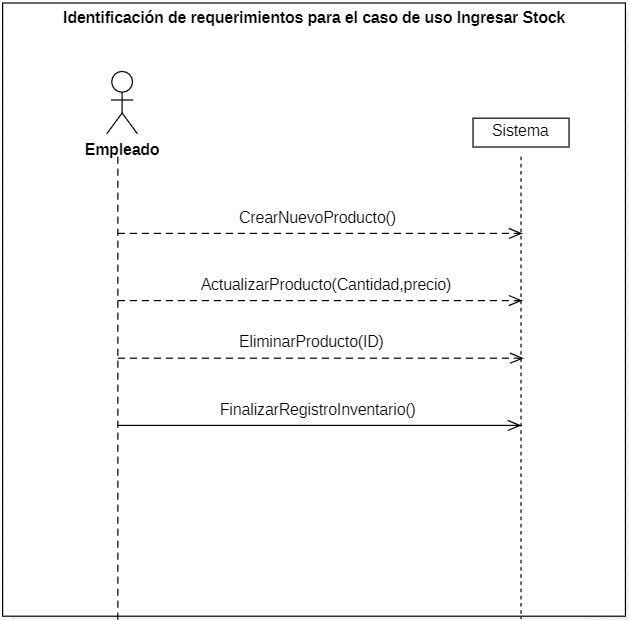 Identificación de requerimientos para el caso de uso Ingresar Stock
Empleado
Sistema
CrearNuevoProducto()
ActualizarProducto(Cantidad,precio)
EliminarProducto(ID)
FinalizarRegistroInventario()